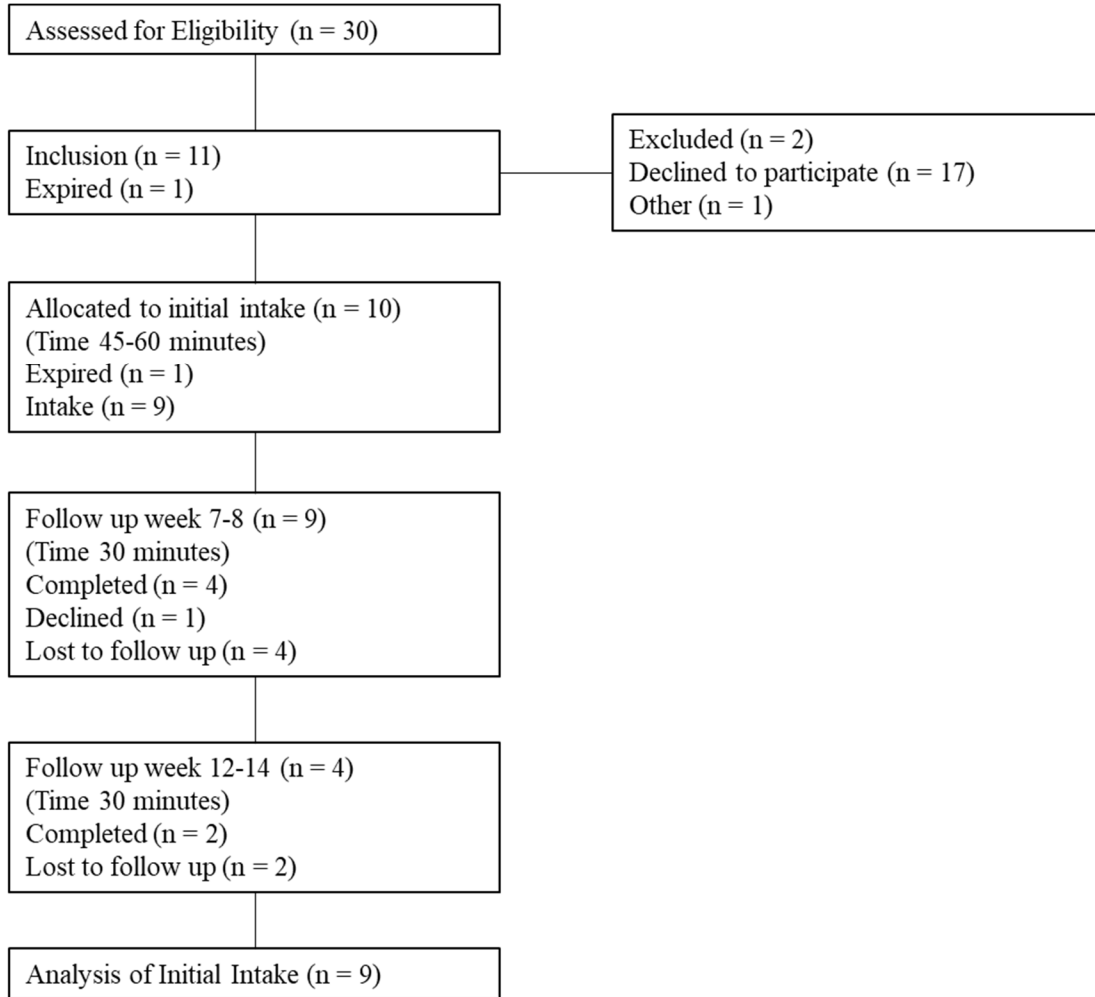 Assessed for Eligibility (n = 30)
Inclusion (n = 11)
Expired (n = 1)
Excluded (n = 2)
Declined to participate (n = 17)
Other (n = 1)
Allocated to initial intake (n = 10)
(Time 45-60 minutes)
Expired (n = 1)
Intake (n = 9)
Follow up week 7-8 (n = 9)
(Time 30 minutes)
Completed (n = 4)
Declined (n = 1)
Lost to follow up (n = 4)
Follow up week 12-14 (n = 4)
(Time 30 minutes)
Completed (n = 2)
Lost to follow up (n = 2)
Analysis of Initial Intake (n = 9)